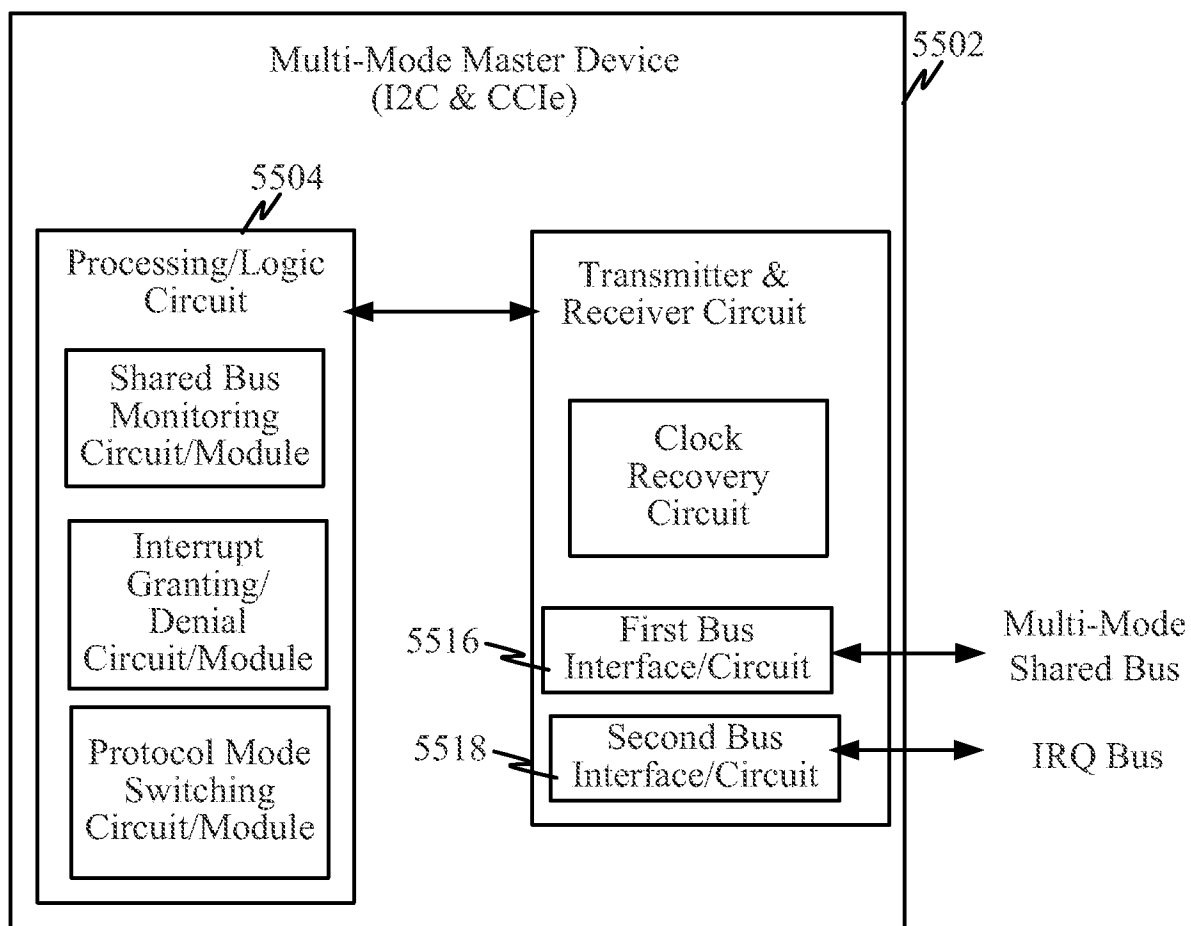 Multi-Mode Master Device
(I2C & CCIe)
5502
5504
Processing/Logic
Circuit
Shared Bus
Monitoring
Circuit/Module
Interrupt
Granting/
Denial
Circuit/Module
Protocol Mode
Switching
Circuit/Module
Transmitter &
Receiver Circuit
Clock
Recovery
Circuit
5516
First Bus
Interface/Circuit
Multi-Mode
Shared Bus
5518
Second Bus
Interface/Circuit
IRQ Bus